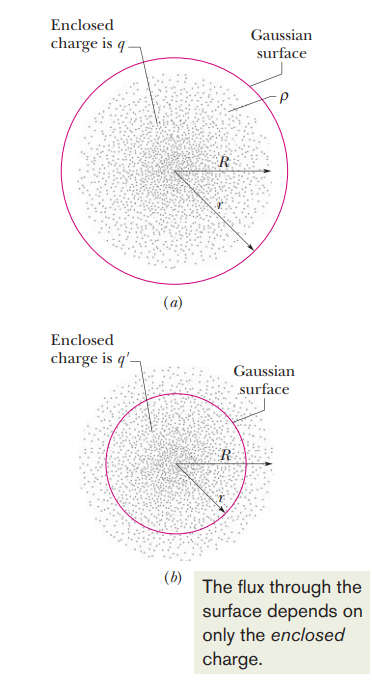 Enclosed
charge is q
Gaussian
surface
ρ
R
r
(a)
Enclosed
charge is q′
Gaussian
surface
R
r
(b)
The flux through the
surface depends on
only the enclosed
charge.